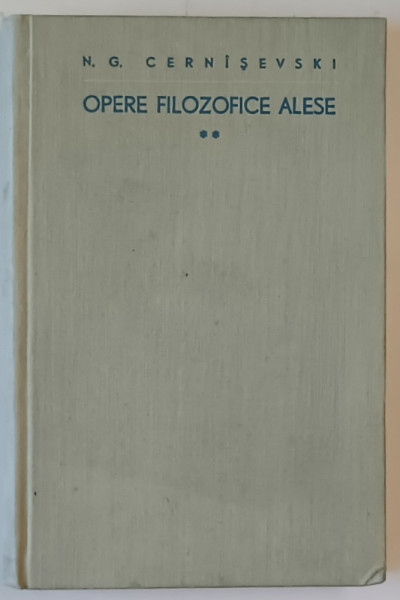 N. G. CERNÎȘEVSKI
OPERE FILOZOFICE ALESE
**